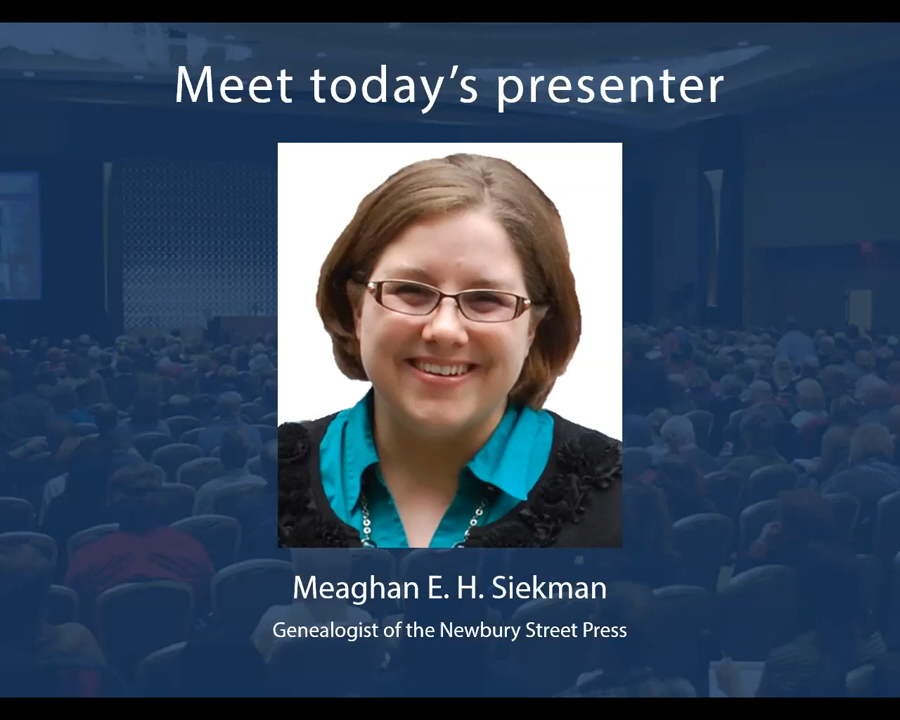 Meet today’s presenter
Meaghan E. H. Siekman
Genealogist of the Newbury Street Press